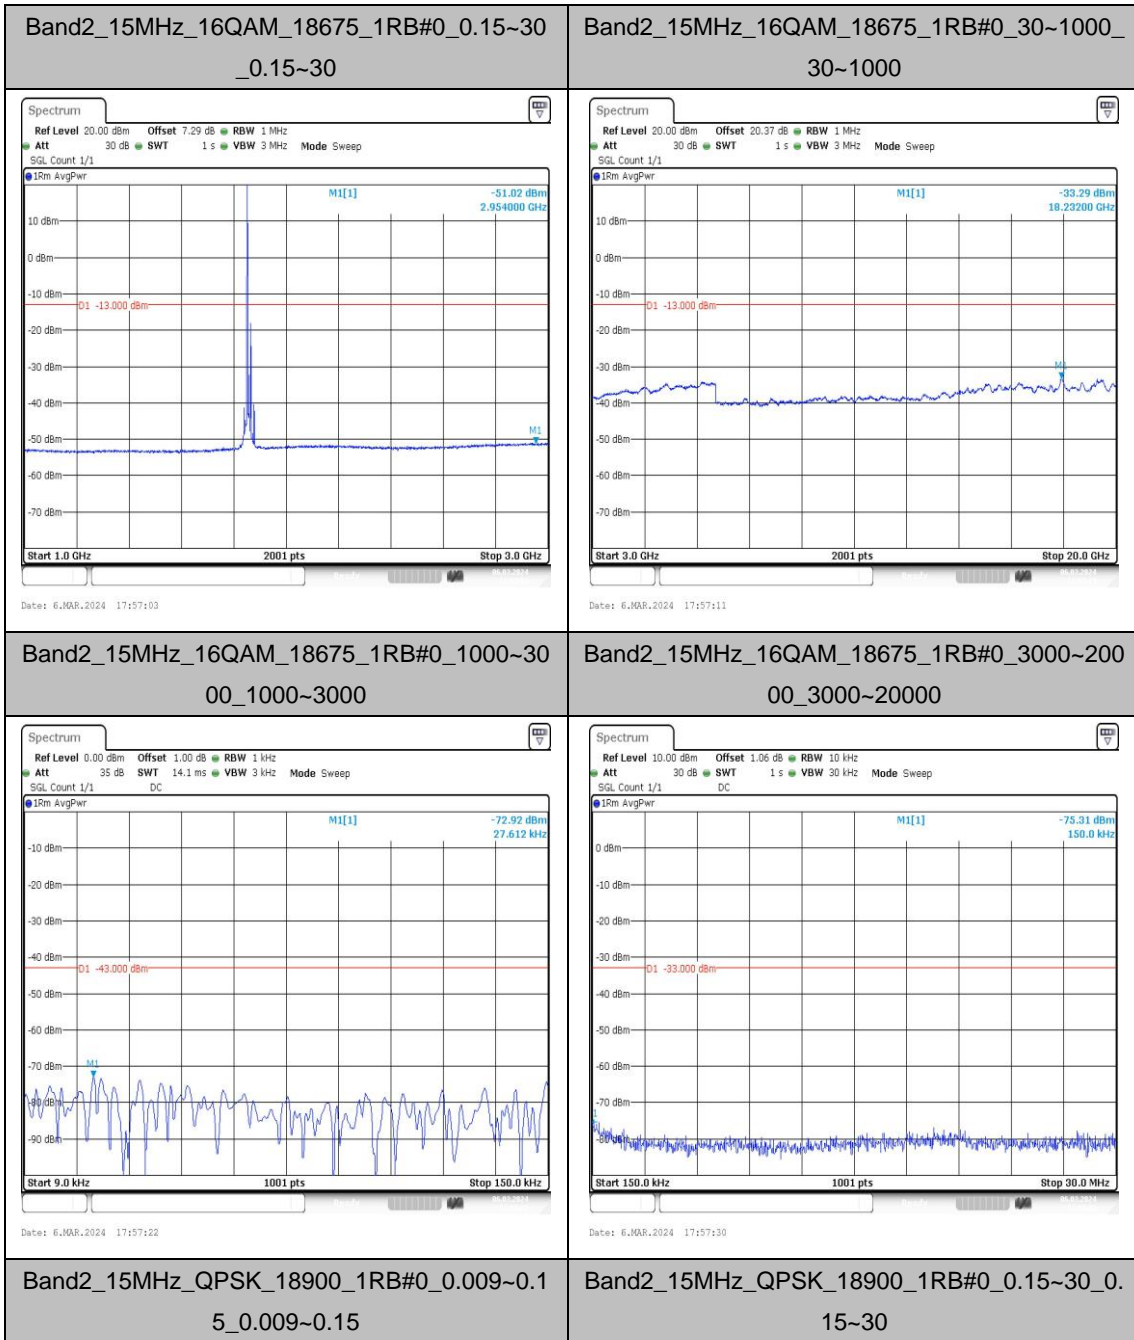 Band2_15MHz_16QAM_18675_1RB#0_0.15~30
_0.15~30
Band2_15MHz_16QAM_18675_1RB#0_30~1000_
30~1000
Spectrum
Ref Level 20.00 dBm Offset 7.29 dB RBW 1 MHz
Att 30 dB SWT 1 s VBW 3 MHz Mode Sweep
SGL Count 1/1
1Rm AvgPwr
M1[1] -51.02 dBm
2.954000 GHz
10 dBm
0 dBm
-10 dBm
D1 -13.000 dBm
-20 dBm
-30 dBm
-40 dBm
-50 dBm
M1
-60 dBm
-70 dBm
Start 1.0 GHz 2001 pts Stop 3.0 GHz
Date: 6.MAR.2024 17:57:03
Spectrum
Ref Level 20.00 dBm Offset 20.37 dB RBW 1 MHz
Att 30 dB SWT 1 s VBW 3 MHz Mode Sweep
SGL Count 1/1
1Rm AvgPwr
M1[1] -33.29 dBm
18.23200 GHz
10 dBm
0 dBm
-10 dBm
D1 -13.000 dBm
-20 dBm
-30 dBm
M1
-40 dBm
-50 dBm
-60 dBm
-70 dBm
Start 3.0 GHz 2001 pts Stop 20.0 GHz
Date: 6.MAR.2024 17:57:11
Band2_15MHz_16QAM_18675_1RB#0_1000~30
00_1000~3000
Band2_15MHz_16QAM_18675_1RB#0_3000~200
00_3000~20000
Spectrum
Ref Level 0.00 dBm Offset 1.00 dB RBW 1 kHz
Att 35 dB SWT 14.1 ms VBW 3 kHz Mode Sweep
SGL Count 1/1 DC
1Rm AvgPwr
M1[1] -72.92 dBm
27.612 kHz
-10 dBm
-20 dBm
-30 dBm
-40 dBm
D1 -43.000 dBm
-50 dBm
-60 dBm
-70 dBm
M1
-80 dBm
-90 dBm
Start 9.0 kHz 1001 pts Stop 150.0 kHz
Date: 6.MAR.2024 17:57:22
Spectrum
Ref Level 10.00 dBm Offset 1.06 dB RBW 10 kHz
Att 30 dB SWT 1 s VBW 30 kHz Mode Sweep
SGL Count 1/1 DC
1Rm AvgPwr
M1[1] -75.31 dBm
150.0 kHz
0 dBm
-10 dBm
-20 dBm
-30 dBm
D1 -33.000 dBm
-40 dBm
-50 dBm
-60 dBm
-70 dBm
-80 dBm
Start 150.0 kHz 1001 pts Stop 30.0 MHz
Date: 6.MAR.2024 17:57:30
Band2_15MHz_QPSK_18900_1RB#0_0.009~0.1
5_0.009~0.15
Band2_15MHz_QPSK_18900_1RB#0_0.15~30_0.
15~30